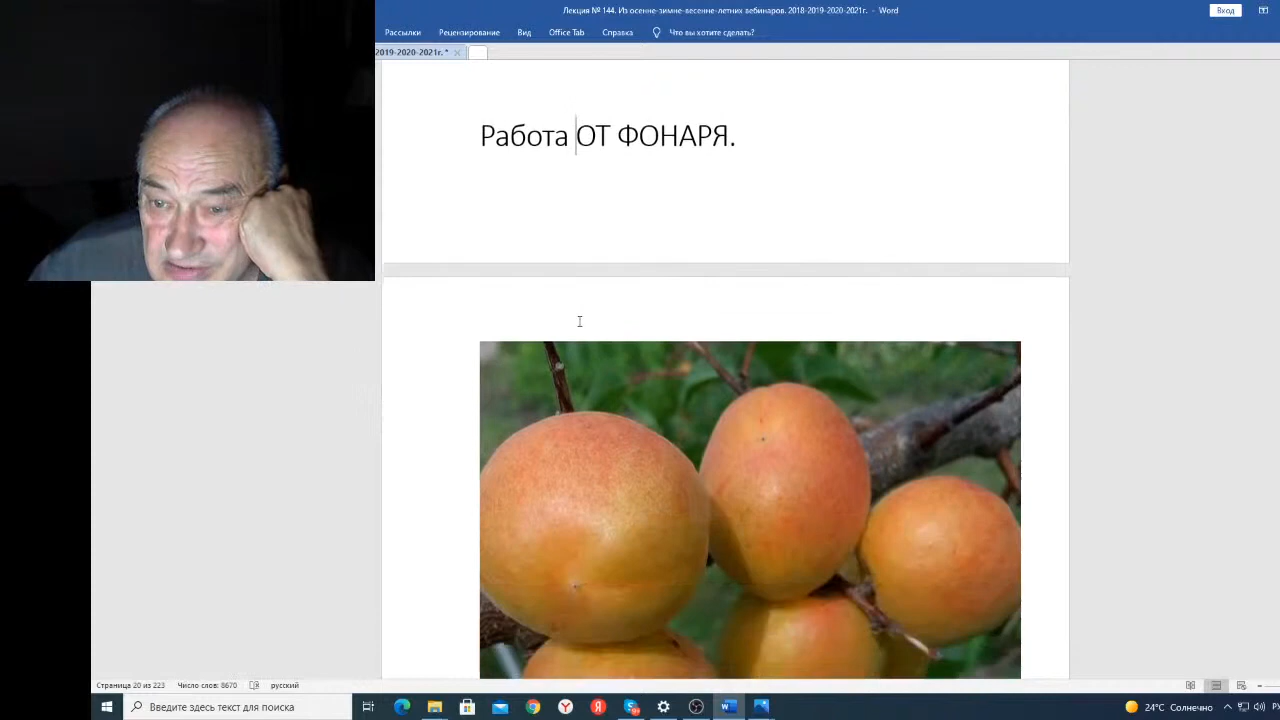 Лекция № 144. Из осенне-зимне-весенне-летних вебинаров. 2018-2019-2020-2021г. - Word
Вход
Рассылки Рецензирование Вид Office Tab Справка Что вы хотите сделать?
2019-2020-2021г. *
Работа ОТ ФОНАРЯ.
Страница 20 из 223 Число слов: 8670 русский
Введите здесь текст для поиска
24°C Солнечно